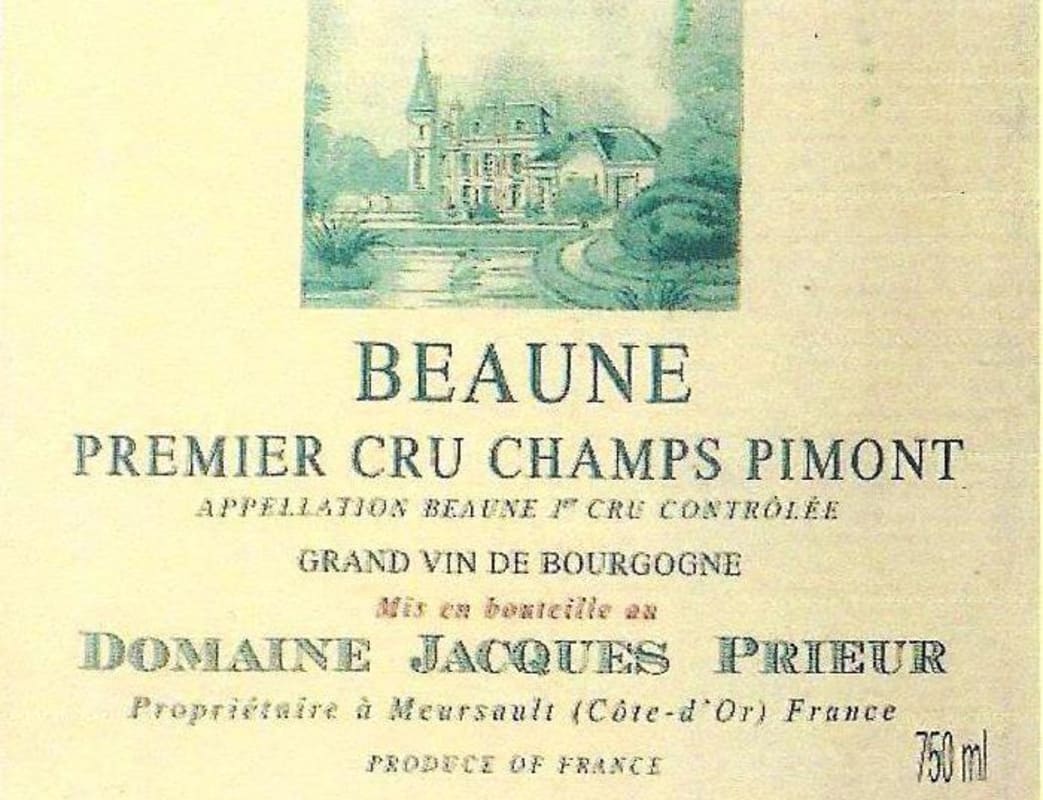 BEAUNE
PREMIER CRU CHAMPS PIMONT
APPELLATION BEAUNE 1er CRU CONTRÔLÉE
GRAND VIN DE BOURGOGNE
Mis en bouteille au
DOMAINE JACQUES PRIEUR
Propriétaire à Meursault (Côte-d'Or) France
PRODUCE OF FRANCE
750 ml